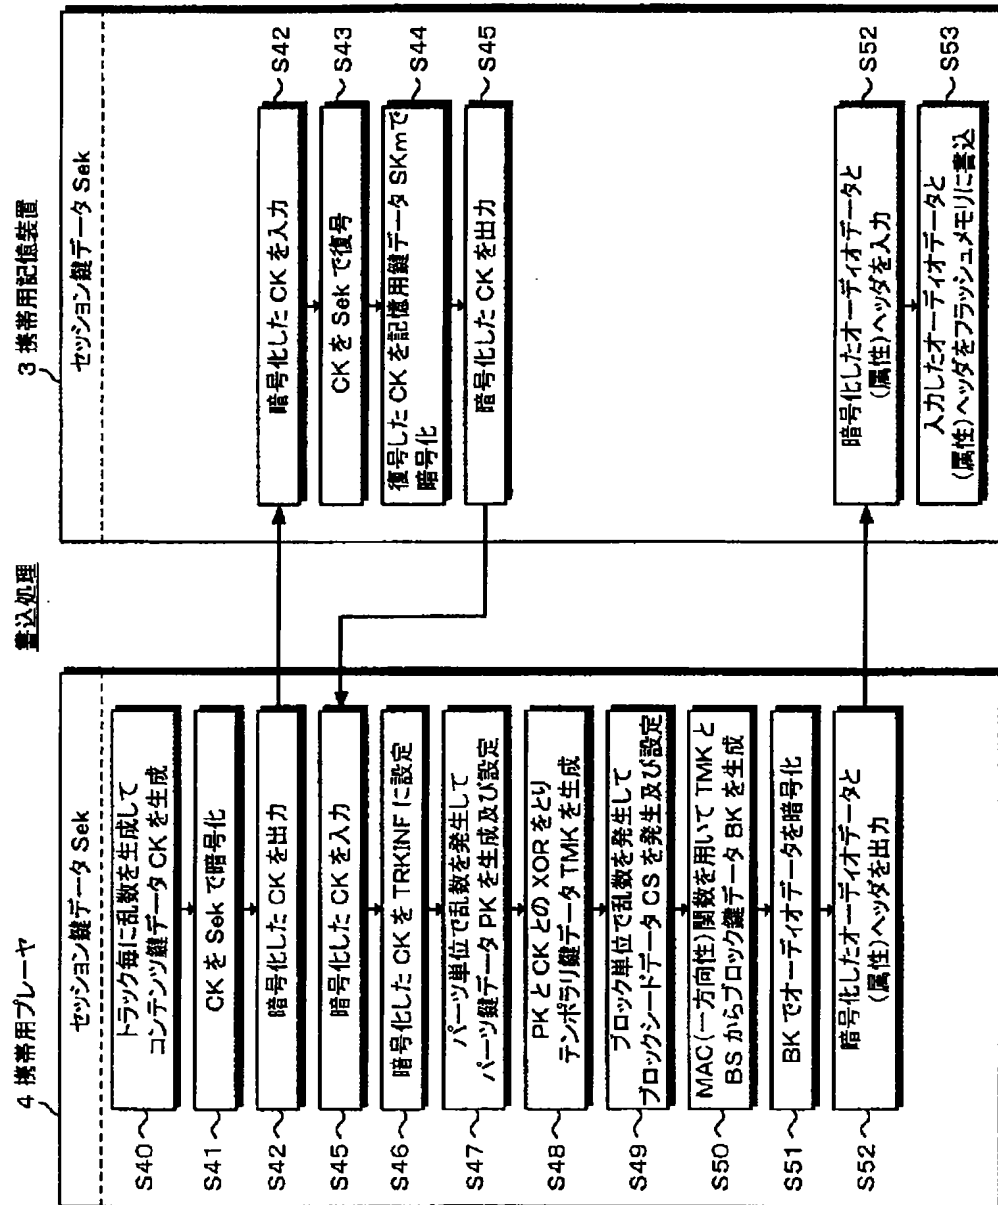 書込処理
4 携帯用プレーヤ
セッション鍵データ Sek
S40
トラック毎に乱数を生成して
コンテンツ鍵データ CK を生成
S41
CK を Sek で暗号化
S42
暗号化した CK を出力
S45
暗号化した CK を入力
S46
暗号化した CK を TRKINF に設定
S47
パーツ単位で乱数を発生して
パーツ鍵データ PK を生成及び設定
S48
PK と CK との XOR をとり
テンポラリ鍵データ TMK を生成
S49
ブロック単位で乱数を発生して
ブロックシードデータ CS を発生及び設定
S50
MAC(一方向性)関数を用いて TMK と
BS からブロック鍵データ BK を生成
S51
BK でオーディオデータを暗号化
S52
暗号化したオーディオデータと
(属性)ヘッダを出力
3 携帯用記憶装置
セッション鍵データ Sek
暗号化した CK を入力
S42
CK を Sek で復号
S43
復号した CK を記憶用鍵データ SKm で
暗号化
S44
暗号化した CK を出力
S45
暗号化したオーディオデータと
(属性)ヘッダを入力
S52
入力したオーディオデータと
(属性)ヘッダをフラッシュメモリに書込
S53